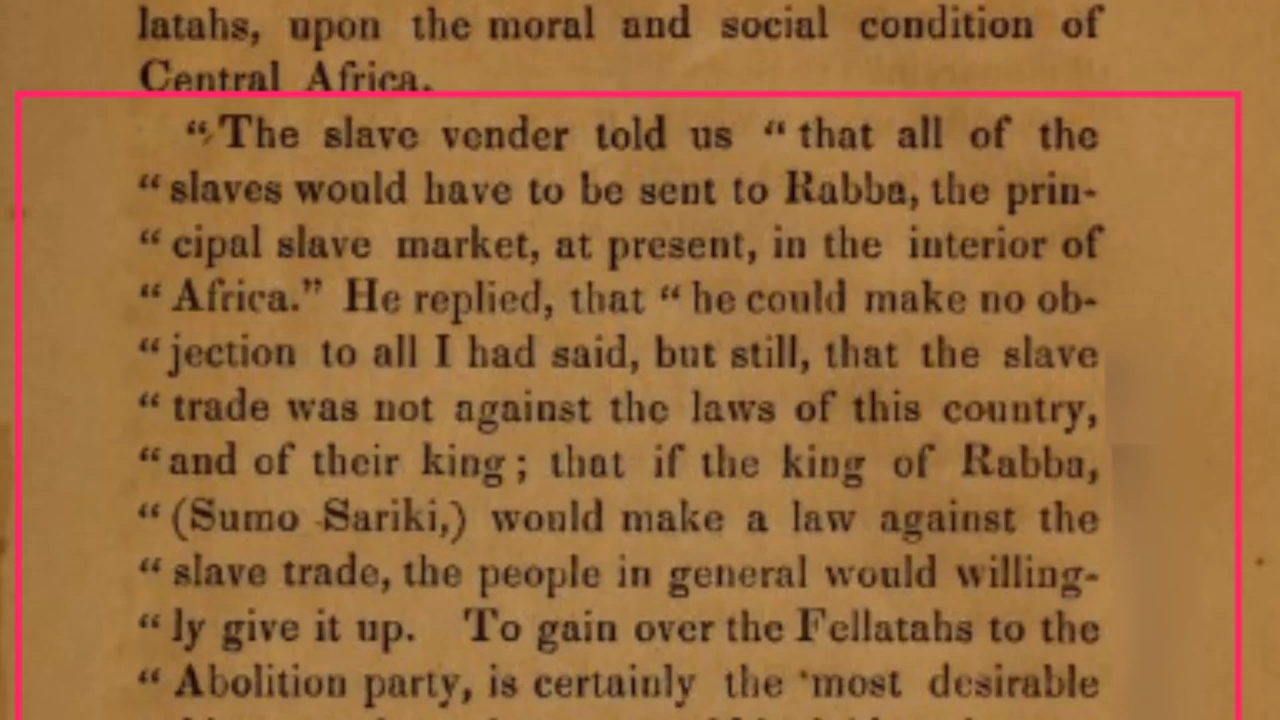 latahs, upon the moral and social condition of
Central Africa.
“The slave vender told us “ that all of the
“ slaves would have to be sent to Rabba, the prin-
“ cipal slave market, at present, in the interior of
“ Africa.” He replied, that “ he could make no ob-
“ jection to all I had said, but still, that the slave
“ trade was not against the laws of this country,
“ and of their king ; that if the king of Rabba,
“ (Sumo Sariki,) would make a law against the
“ slave trade, the people in general would willing-
“ ly give it up. To gain over the Fellatahs to the
“ Abolition party, is certainly the most desirable